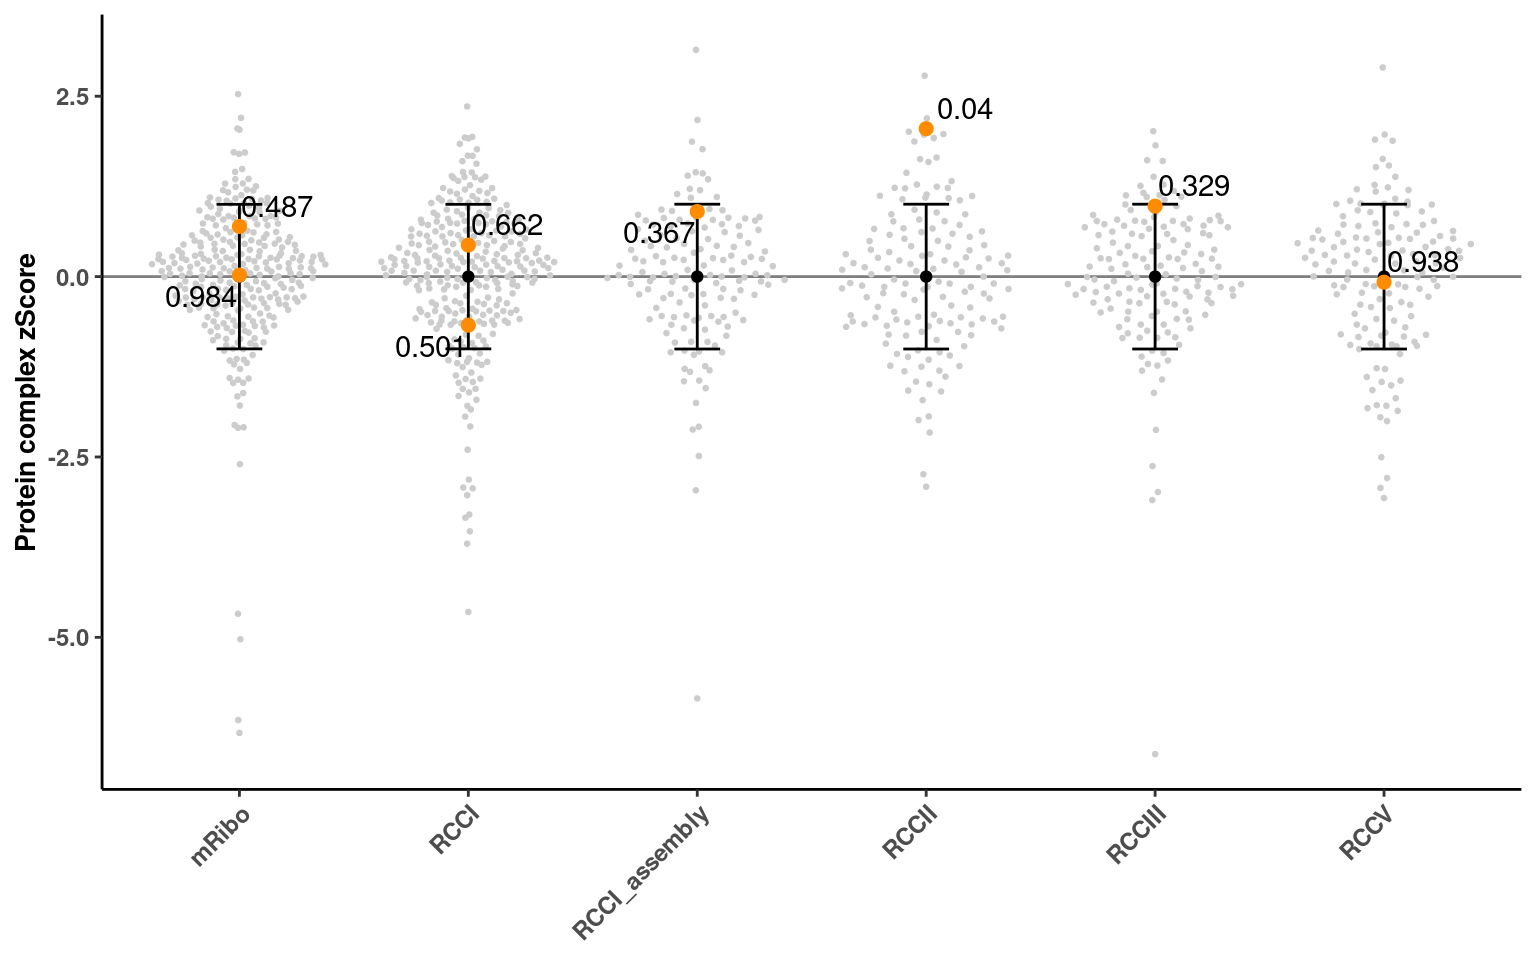 Protein complex zScore
2.5
0.0
-2.5
-5.0
0.487
0.984
0.662
0.501
0.367
0.04
0.329
0.938
mRibo
RCCI
RCCI_assembly
RCCII
RCCIII
RCCV